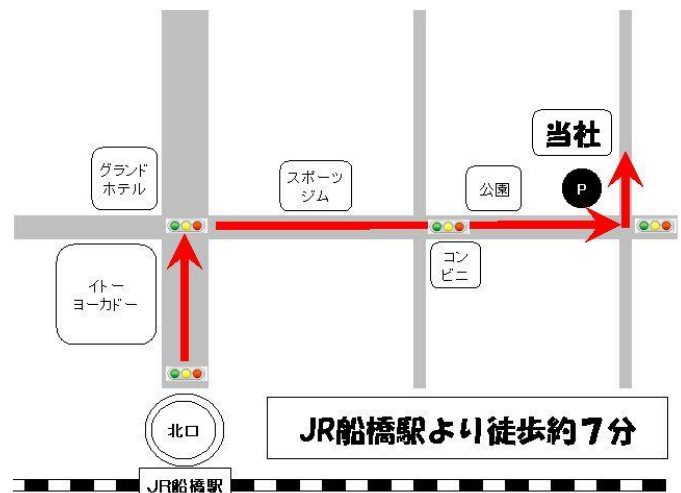 当社
グランド
ホテル
スポーツ
ジム
公園
P
コン
ビニ
イトー
ヨーカドー
北口
JR船橋駅より徒歩約7分
JR船橋駅